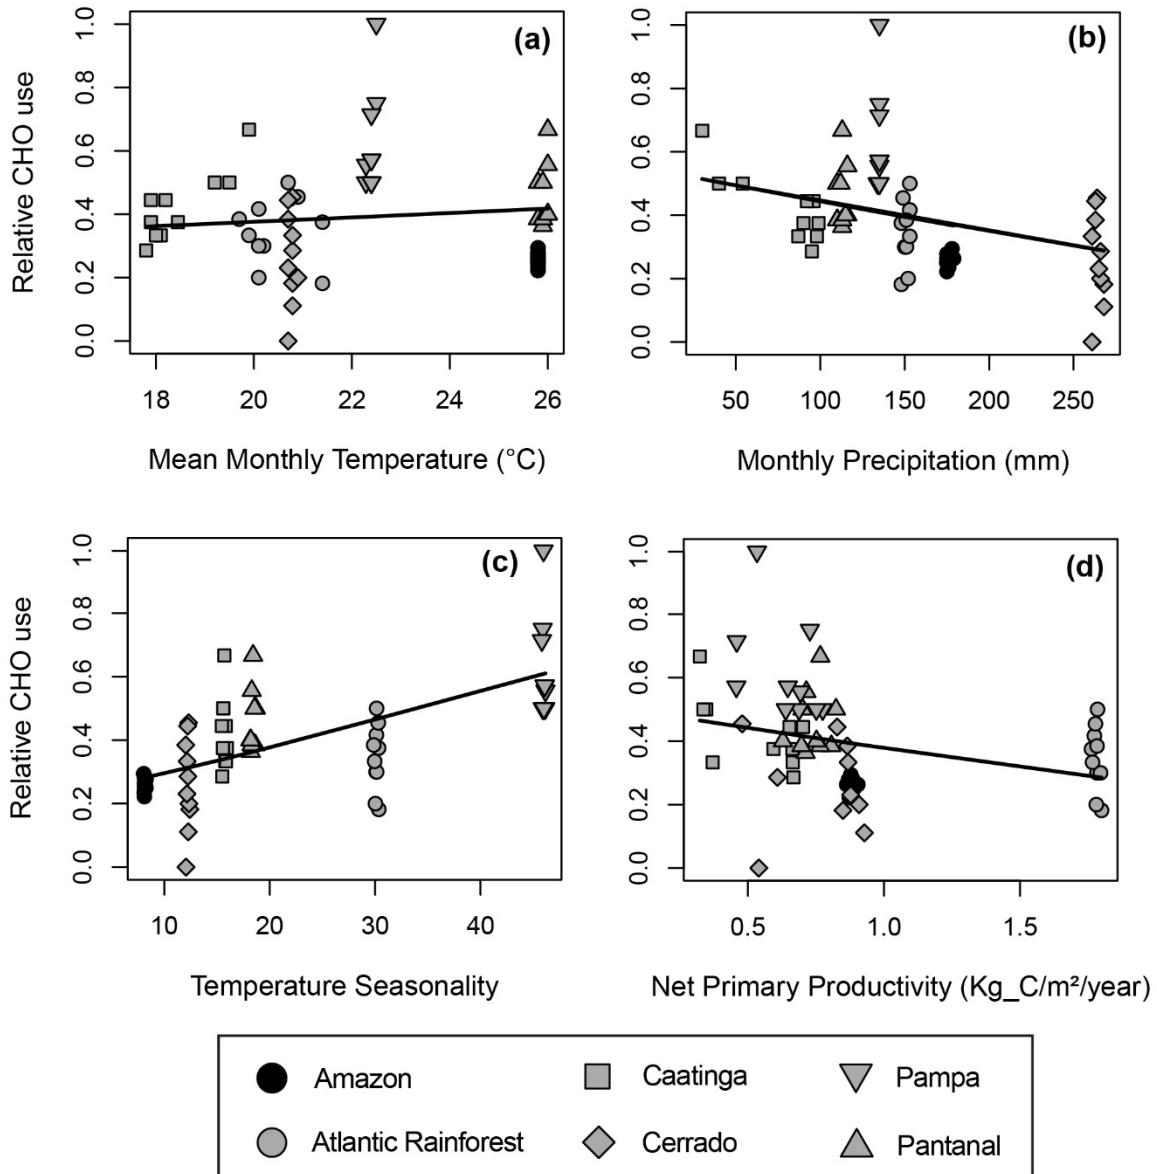 (a)
Relative CHO use
0.0 0.2 0.4 0.6 0.8 1.0
18 20 22 24 26
Mean Monthly Temperature (°C)
(b)
0.0 0.2 0.4 0.6 0.8 1.0
50 100 150 200 250
Monthly Precipitation (mm)
(c)
Relative CHO use
0.0 0.2 0.4 0.6 0.8 1.0
10 20 30 40
Temperature Seasonality
(d)
0.0 0.2 0.4 0.6 0.8 1.0
0.5 1.0 1.5
Net Primary Productivity (Kg_C/m²/year)
Amazon Caatinga Pampa
Atlantic Rainforest Cerrado Pantanal